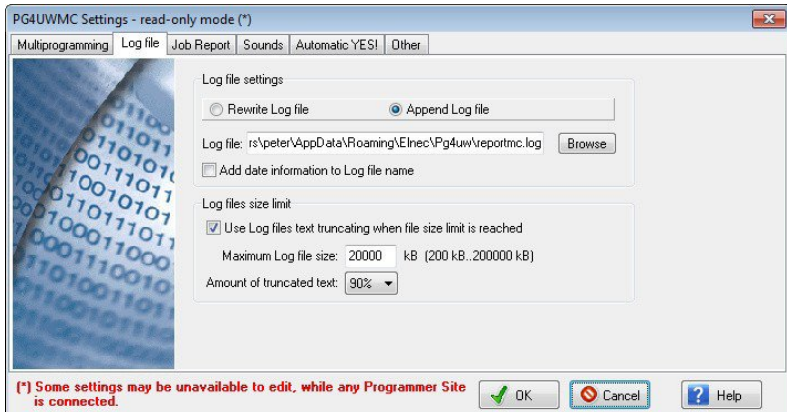 PG4UWMC Settings - read-only mode (*)
Multiprogramming Log file Job Report Sounds Automatic YES! Other
Log file settings
Rewrite Log file Append Log file
Log file: rs\peter\AppData\Roaming\Elnec\Pg4uw\reportmc.log Browse
Add date information to Log file name
Log files size limit
Use Log files text truncating when file size limit is reached
Maximum Log file size: 20000 kB (200 kB..200000 kB)
Amount of truncated text: 90%
(*) Some settings may be unavailable to edit, while any Programmer Site
is connected.
OK Cancel ? Help